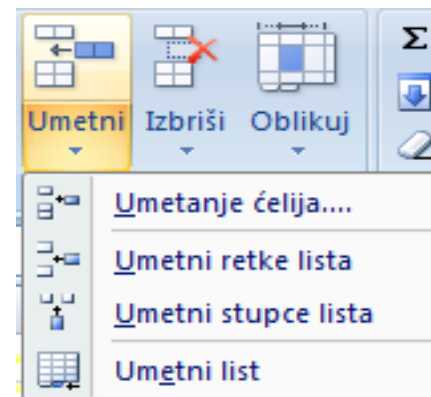 Σ
Umetni Izbriši Oblikuj
Umetanje ćelija....
Umetni retke lista
Umetni stupce lista
Umetni list